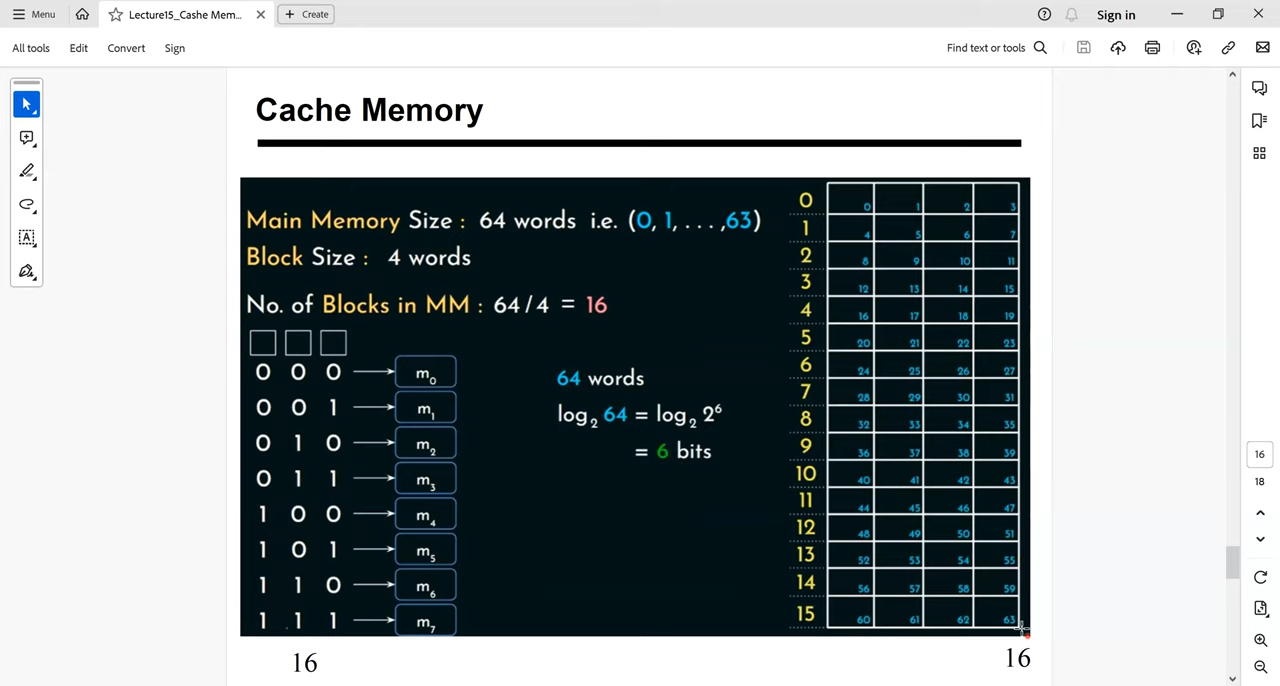 Menu
Lecture15_Cashe Mem...
Create
Sign in
All tools
Edit
Convert
Sign
Find text or tools
Cache Memory
Main Memory Size : 64 words i.e. (0, 1, . . . ,63)
Block Size : 4 words
No. of Blocks in MM : 64/4 = 16
0 0 0 m0
0 0 1 m1
0 1 0 m2
0 1 1 m3
1 0 0 m4
1 0 1 m5
1 1 0 m6
1 1 1 m7
64 words
log2 64 = log2 2⁶
= 6 bits
0 0 1 2 3
1 4 5 6 7
2 8 9 10 11
3 12 13 14 15
4 16 17 18 19
5 20 21 22 23
6 24 25 26 27
7 28 29 30 31
8 32 33 34 35
9 36 37 38 39
10 40 41 42 43
11 44 45 46 47
12 48 49 50 51
13 52 53 54 55
14 56 57 58 59
15 60 61 62 63
16
16
16
18